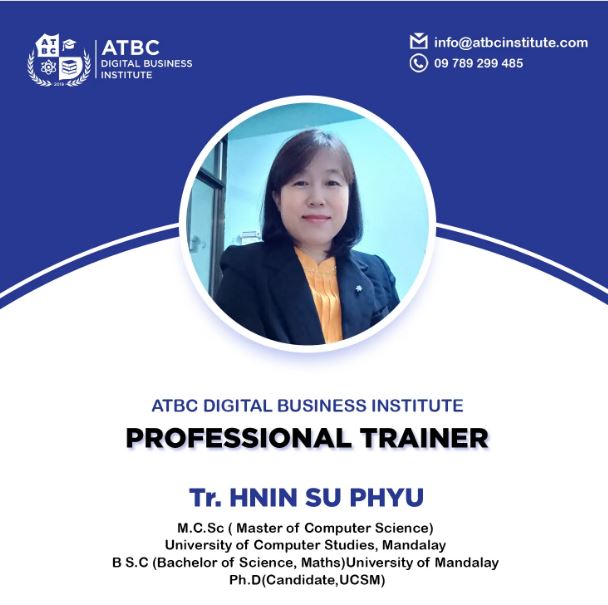 ATBC
DIGITAL BUSINESS
INSTITUTE
info@atbcinstitute.com
09 789 299 485
ATBC DIGITAL BUSINESS INSTITUTE
PROFESSIONAL TRAINER
Tr. HNIN SU PHYU
M.C.Sc ( Master of Computer Science)
University of Computer Studies, Mandalay
B S.C (Bachelor of Science, Maths)University of Mandalay
Ph.D(Candidate,UCSM)